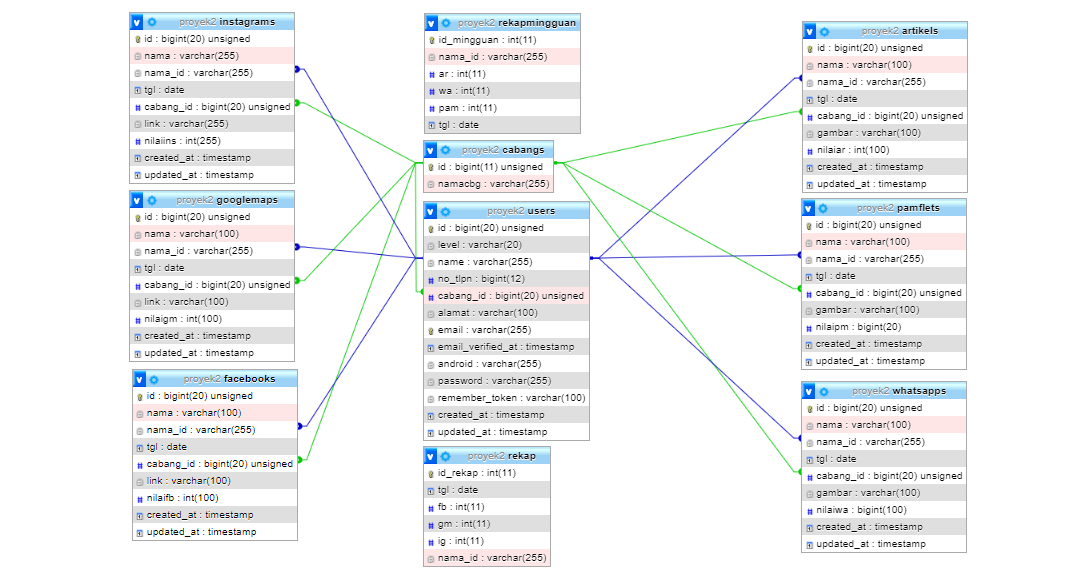 proyek2 instagrams
id : bigint(20) unsigned
nama : varchar(255)
nama_id : varchar(255)
tgl : date
cabang_id : bigint(20) unsigned
link : varchar(255)
nilaiins : int(255)
created_at : timestamp
updated_at : timestamp
proyek2 googlemaps
id : bigint(20) unsigned
nama : varchar(100)
nama_id : varchar(255)
tgl : date
cabang_id : bigint(20) unsigned
link : varchar(100)
nilaigm : int(100)
created_at : timestamp
updated_at : timestamp
proyek2 facebooks
id : bigint(20) unsigned
nama : varchar(100)
nama_id : varchar(255)
tgl : date
cabang_id : bigint(20) unsigned
link : varchar(100)
nilaifb : int(100)
created_at : timestamp
updated_at : timestamp
proyek2 rekapmingguan
id_mingguan : int(11)
nama_id : varchar(255)
ar : int(11)
wa : int(11)
pam : int(11)
tgl : date
proyek2 cabangs
id : bigint(11) unsigned
namacbg : varchar(255)
proyek2 users
id : bigint(20) unsigned
level : varchar(20)
name : varchar(255)
no_tlpn : bigint(12)
cabang_id : bigint(20) unsigned
alamat : varchar(100)
email : varchar(255)
email_verified_at : timestamp
android : varchar(255)
password : varchar(255)
remember_token : varchar(100)
created_at : timestamp
updated_at : timestamp
proyek2 rekap
id_rekap : int(11)
tgl : date
fb : int(11)
gm : int(11)
ig : int(11)
nama_id : varchar(255)
proyek2 artikels
id : bigint(20) unsigned
nama : varchar(100)
nama_id : varchar(255)
tgl : date
cabang_id : bigint(20) unsigned
gambar : varchar(100)
nilaiar : int(100)
created_at : timestamp
updated_at : timestamp
proyek2 pamflets
id : bigint(20) unsigned
nama : varchar(100)
nama_id : varchar(255)
tgl : date
cabang_id : bigint(20) unsigned
gambar : varchar(100)
nilaipm : bigint(20)
created_at : timestamp
updated_at : timestamp
proyek2 whatsapps
id : bigint(20) unsigned
nama : varchar(100)
nama_id : varchar(255)
tgl : date
cabang_id : bigint(20) unsigned
gambar : varchar(100)
nilaiwa : bigint(100)
created_at : timestamp
updated_at : timestamp